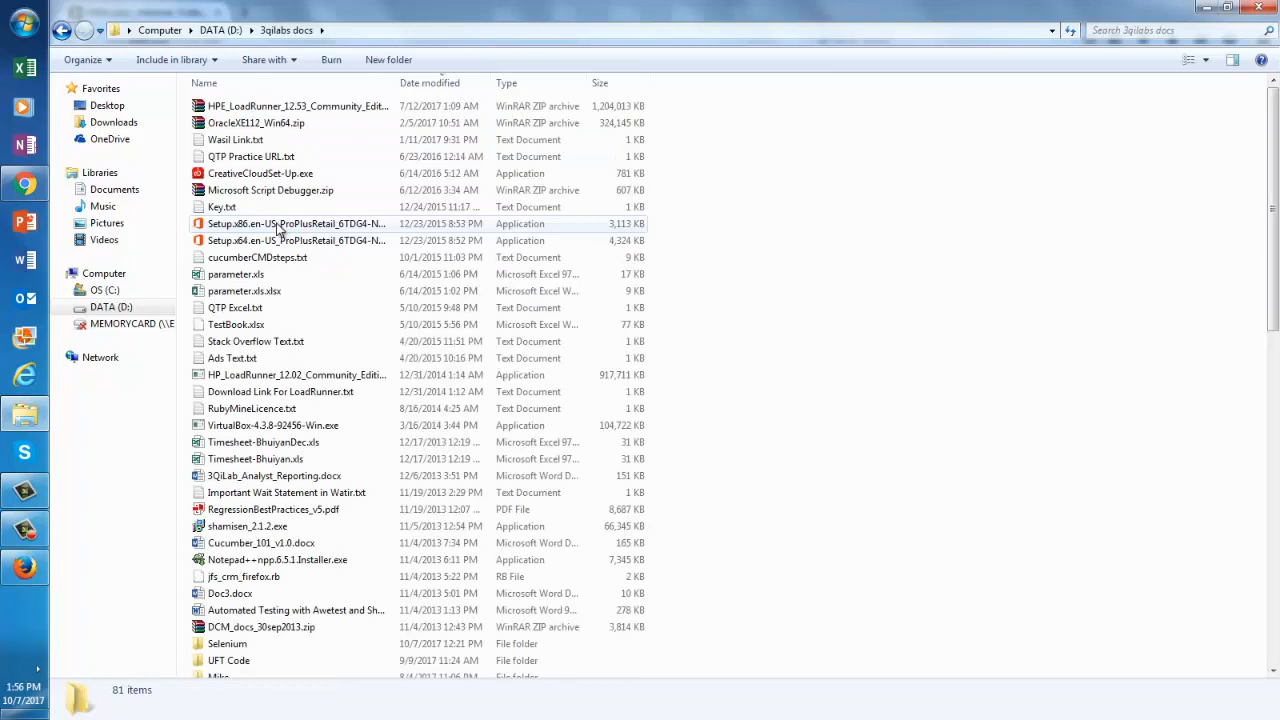 Computer DATA (D:) 3qilabs docs Search 3qilabs docs
Organize Include in library Share with Burn New folder
Favorites
Desktop
Downloads
OneDrive
Libraries
Documents
Music
Pictures
Videos
Computer
OS (C:)
DATA (D:)
MEMORYCARD (\\E
Network
Name Date modified Type Size
HPE_LoadRunner_12.53_Community_Edit... 7/12/2017 1:09 AM WinRAR ZIP archive 1,204,013 KB
OracleXE112_Win64.zip 2/5/2017 10:51 AM WinRAR ZIP archive 324,145 KB
Wasil Link.txt 1/11/2017 9:31 PM Text Document 1 KB
QTP Practice URL.txt 6/23/2016 12:14 AM Text Document 1 KB
CreativeCloudSet-Up.exe 6/14/2016 5:12 AM Application 781 KB
Microsoft Script Debugger.zip 6/12/2016 3:34 AM WinRAR ZIP archive 607 KB
Key.txt 12/24/2015 11:17 ... Text Document 1 KB
Setup.x86.en-US_ProPlusRetail_6TDG4-N... 12/23/2015 8:53 PM Application 3,113 KB
Setup.x64.en-US_ProPlusRetail_6TDG4-N... 12/23/2015 8:52 PM Application 4,324 KB
cucumberCMDsteps.txt 10/1/2015 11:03 PM Text Document 9 KB
parameter.xls 6/14/2015 1:06 PM Microsoft Excel 97... 17 KB
parameter.xls.xlsx 6/14/2015 1:02 PM Microsoft Excel W... 9 KB
QTP Excel.txt 5/10/2015 9:48 PM Text Document 1 KB
TestBook.xlsx 5/10/2015 5:56 PM Microsoft Excel W... 77 KB
Stack Overflow Text.txt 4/20/2015 11:51 PM Text Document 1 KB
Ads Text.txt 4/20/2015 10:16 PM Text Document 1 KB
HP_LoadRunner_12.02_Community_Editi... 12/31/2014 1:14 AM Application 917,711 KB
Download Link For LoadRunner.txt 12/31/2014 1:12 AM Text Document 1 KB
RubyMineLicence.txt 8/16/2014 4:25 AM Text Document 1 KB
VirtualBox-4.3.8-92456-Win.exe 3/16/2014 3:44 PM Application 104,722 KB
Timesheet-BhuiyanDec.xls 12/17/2013 12:19 ... Microsoft Excel 97... 31 KB
Timesheet-Bhuiyan.xls 12/17/2013 12:19 ... Microsoft Excel 97... 31 KB
3QiLab_Analyst_Reporting.docx 12/6/2013 3:51 PM Microsoft Word D... 151 KB
Important Wait Statement in Watir.txt 11/19/2013 2:29 PM Text Document 1 KB
RegressionBestPractices_v5.pdf 11/19/2013 12:07 ... PDF File 8,687 KB
shamisen_2.1.2.exe 11/5/2013 12:54 PM Application 66,345 KB
Cucumber_101_v1.0.docx 11/4/2013 7:34 PM Microsoft Word D... 165 KB
Notepad++npp.6.5.1.Installer.exe 11/4/2013 6:11 PM Application 7,345 KB
jfs_crm_firefox.rb 11/4/2013 5:22 PM RB File 2 KB
Doc3.docx 11/4/2013 5:01 PM Microsoft Word D... 10 KB
Automated Testing with Awetest and Sh... 11/4/2013 1:13 PM Microsoft Word 9... 278 KB
DCM_docs_30sep2013.zip 11/4/2013 12:43 PM WinRAR ZIP archive 3,814 KB
Selenium 10/7/2017 12:21 PM File folder
UFT Code 9/9/2017 11:24 AM File folder
Mike 8/4/2017 11:06 PM File folder
81 items
1:56 PM
10/7/2017